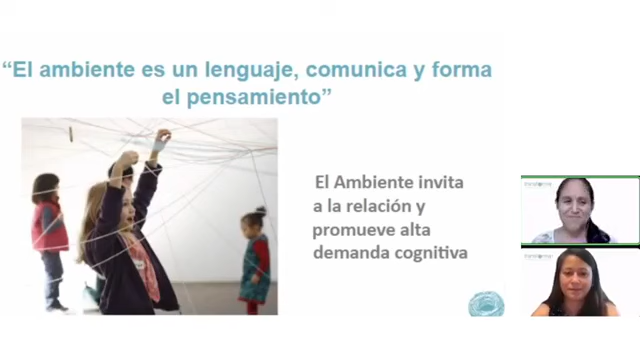 “El ambiente es un lenguaje, comunica y forma
el pensamiento”
El Ambiente invita
a la relación y
promueve alta
demanda cognitiva